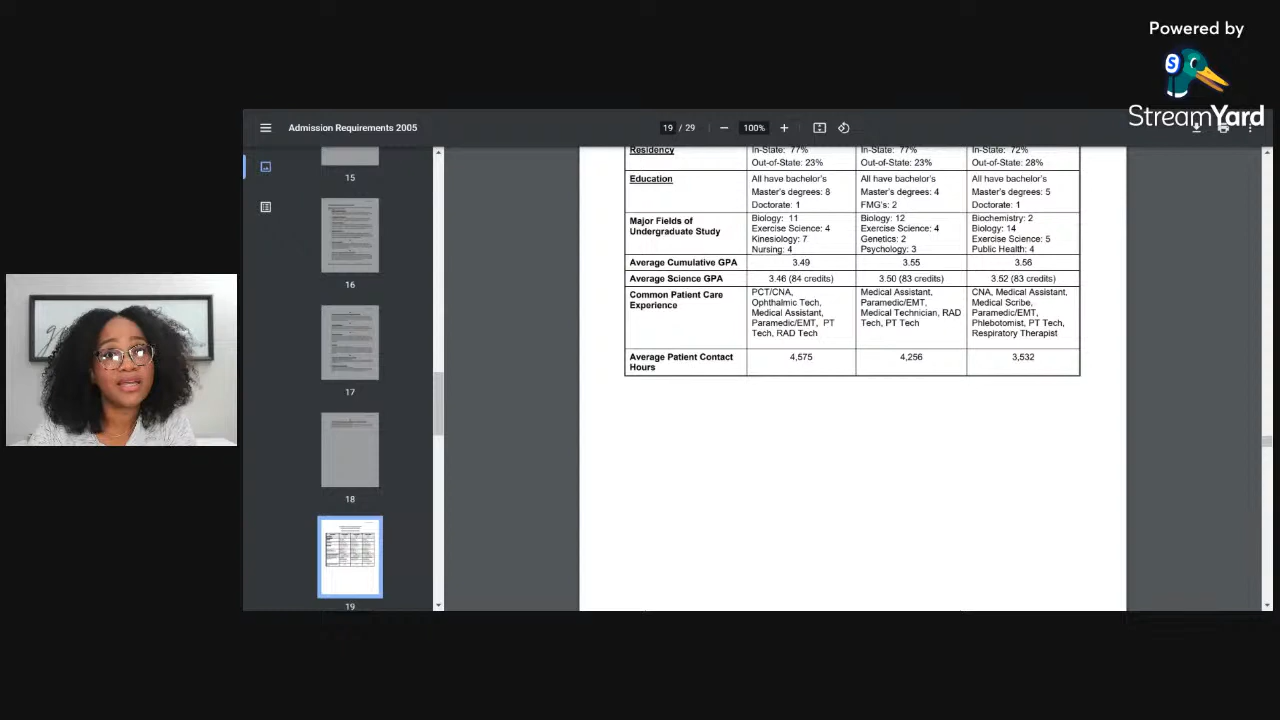 Powered by
StreamYard
Admission Requirements 2005
19 / 29
100%
15
16
17
18
19
Residency
In-State: 77%
Out-of-State: 23%
In-State: 77%
Out-of-State: 23%
In-State: 72%
Out-of-State: 28%
Education
All have bachelor's
Master's degrees: 8
Doctorate: 1
All have bachelor's
Master's degrees: 4
FMG's: 2
All have bachelor's
Master's degrees: 5
Doctorate: 1
Major Fields of
Undergraduate Study
Biology: 11
Exercise Science: 4
Kinesiology: 7
Nursing: 4
Biology: 12
Exercise Science: 4
Genetics: 2
Psychology: 3
Biochemistry: 2
Biology: 14
Exercise Science: 5
Public Health: 4
Average Cumulative GPA
3.49
3.55
3.56
Average Science GPA
3.46 (84 credits)
3.50 (83 credits)
3.52 (83 credits)
Common Patient Care
Experience
PCT/CNA,
Ophthalmic Tech,
Medical Assistant,
Paramedic/EMT, PT
Tech, RAD Tech
Medical Assistant,
Paramedic/EMT,
Medical Technician, RAD
Tech, PT Tech
CNA, Medical Assistant,
Medical Scribe,
Paramedic/EMT,
Phlebotomist, PT Tech,
Respiratory Therapist
Average Patient Contact
Hours
4,575
4,256
3,532